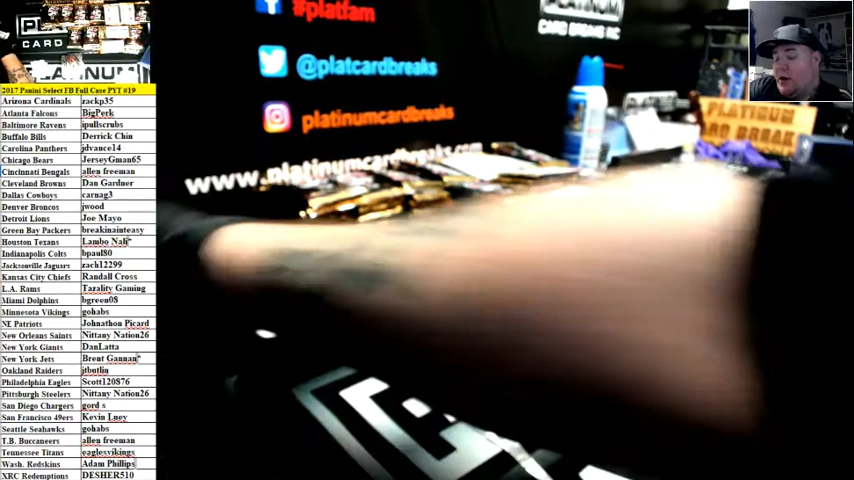 #platfam
@platcardbreaks
platinumcardbreaks
www.platinumcardbreaks.com
PLATINUM
CARD BREAKS NC
PLATINUM
CARD BREAK
CARD
PLATINUM
2017 Panini Select FB Full Case PYT #19
Arizona Cardinals zackp35
Atlanta Falcons BigPerk
Baltimore Ravens ipullscrubs
Buffalo Bills Derrick Chin
Carolina Panthers jdvance14
Chicago Bears JerseyGman65
Cincinnati Bengals allen freeman
Cleveland Browns Dan Gardner
Dallas Cowboys carnag3
Denver Broncos jwood
Detroit Lions Joe Mayo
Green Bay Packers breakinainteasy
Houston Texans Lambo Nali*
Indianapolis Colts bpaul80
Jacksonville Jaguars zach12299
Kansas City Chiefs Randall Cross
L.A. Rams Tazality Gaming
Miami Dolphins bgreen08
Minnesota Vikings gohabs
NE Patriots Johnathon Picard
New Orleans Saints Nittany Nation26
New York Giants DanLatta
New York Jets Brent Gannan*
Oakland Raiders jtbutlin
Philadelphia Eagles Scott120876
Pittsburgh Steelers Nittany Nation26
San Diego Chargers gord s
San Francisco 49ers Kevin Luey
Seattle Seahawks gohabs
T.B. Buccaneers allen freeman
Tennessee Titans eaglesvikings
Wash. Redskins Adam Phillips
XRC Redemptions DESHER510